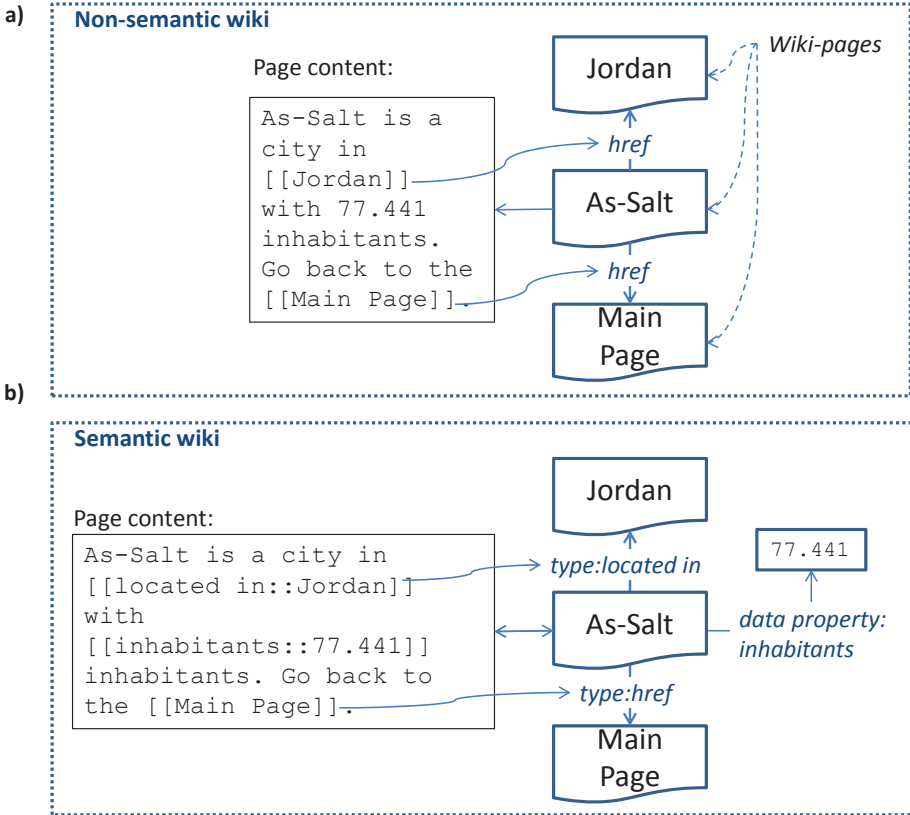 a)
Non-semantic wiki
Page content:
As-Salt is a
city in
[[Jordan]]
with 77.441
inhabitants.
Go back to the
[[Main Page]].
Jordan
Wiki-pages
href
As-Salt
href
Main
Page
b)
Semantic wiki
Page content:
As-Salt is a city in
[[located in::Jordan]]
with
[[inhabitants::77.441]]
inhabitants. Go back to
the [[Main Page]].
Jordan
type:located in
77.441
As-Salt
data property:
inhabitants
type:href
Main
Page